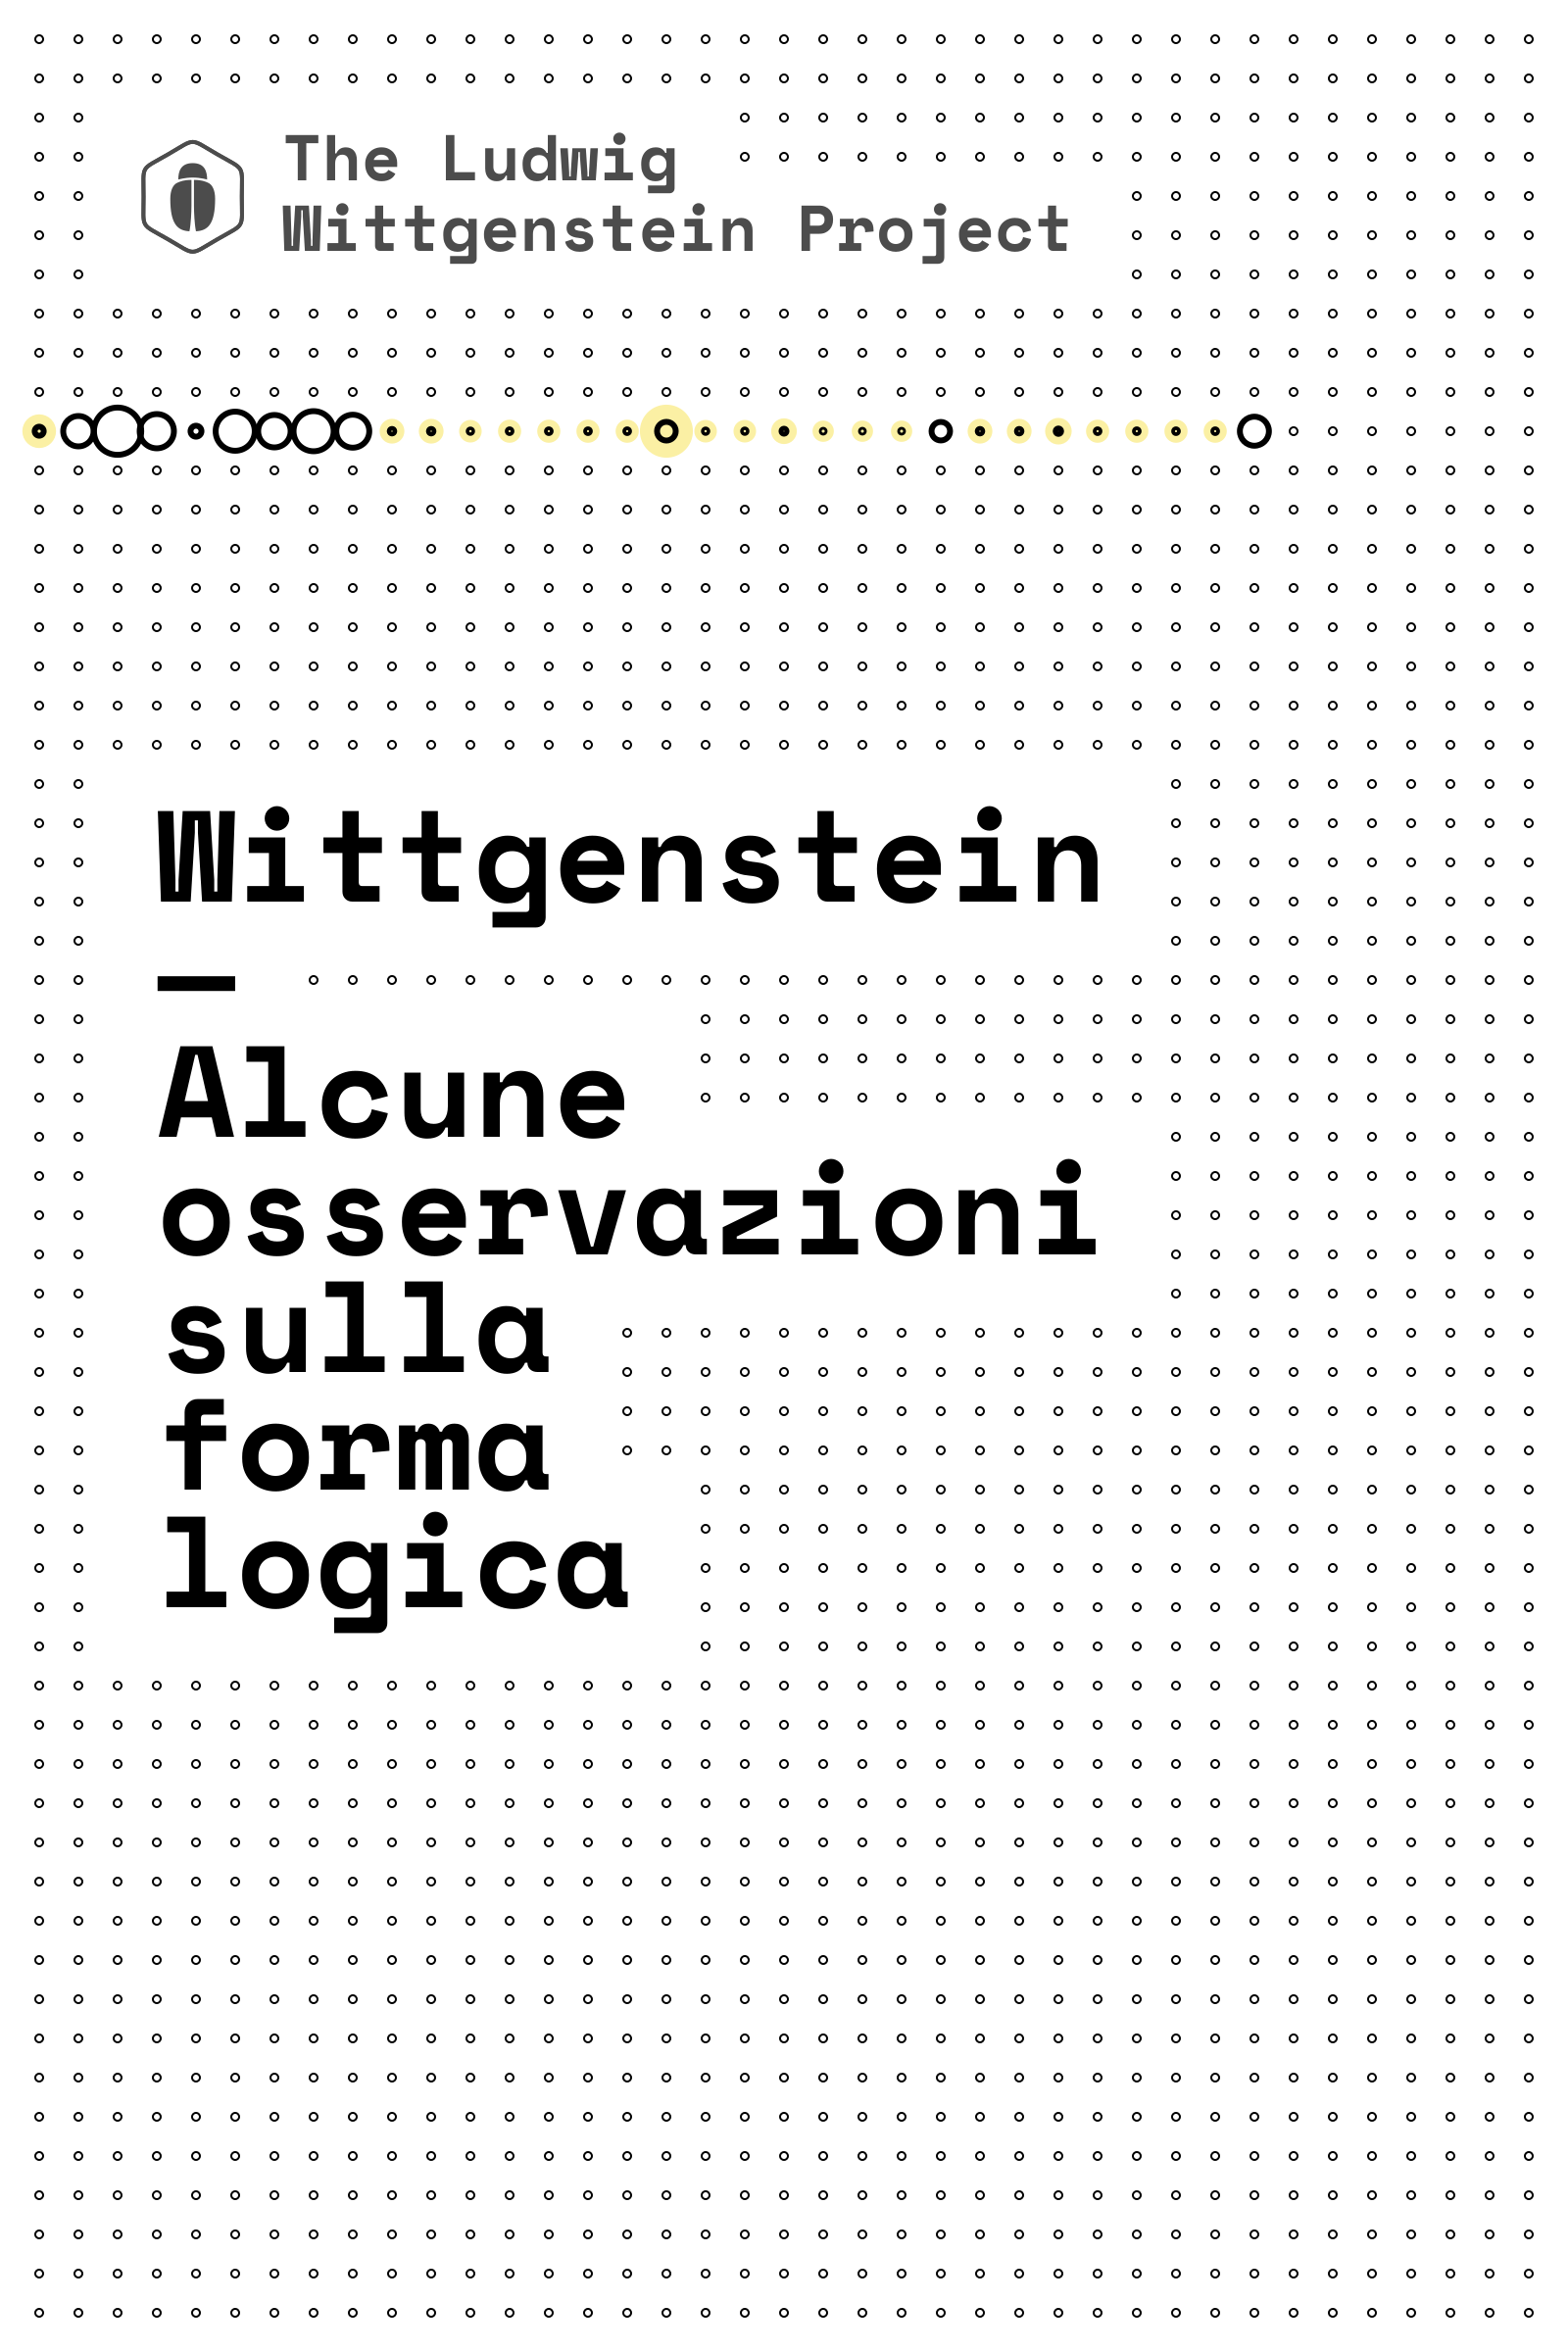 The Ludwig
Wittgenstein Project
Wittgenstein
—
Alcune
osservazioni
sulla
forma
logica